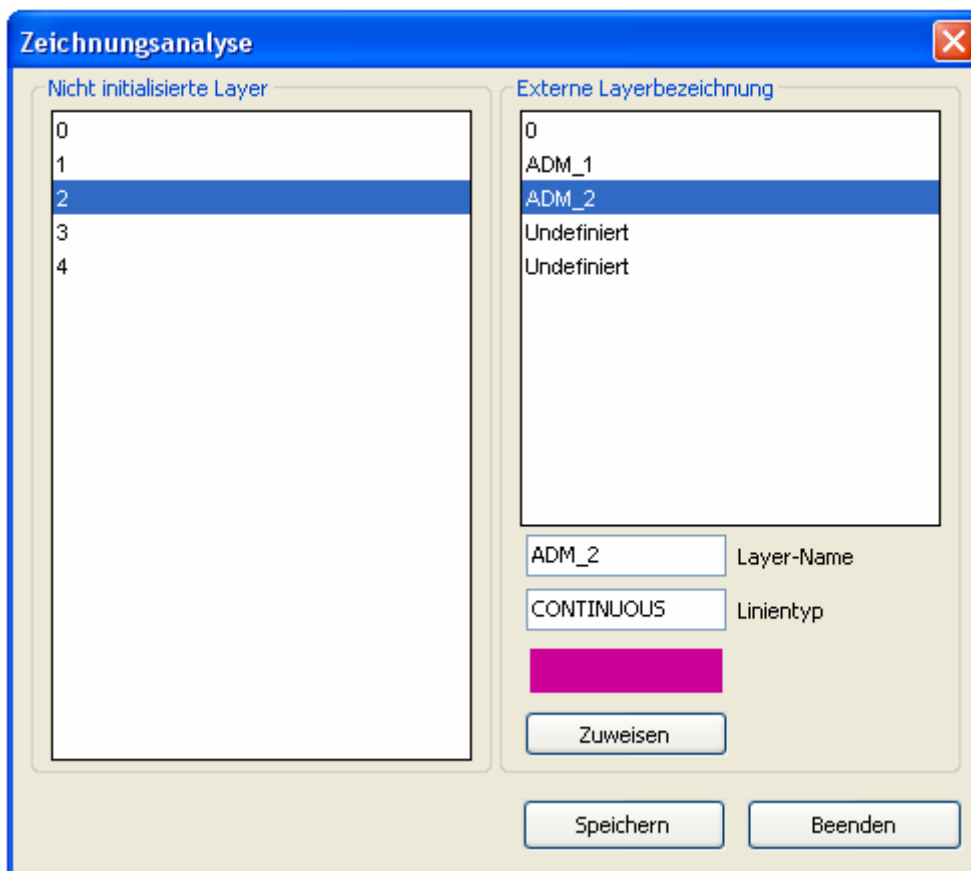 Zeichnungsanalyse
Nicht initialisierte Layer
0
1
2
3
4
Externe Layerbezeichnung
0
ADM_1
ADM_2
Undefiniert
Undefiniert
ADM_2 Layer-Name
CONTINUOUS Linientyp
Zuweisen
Speichern Beenden